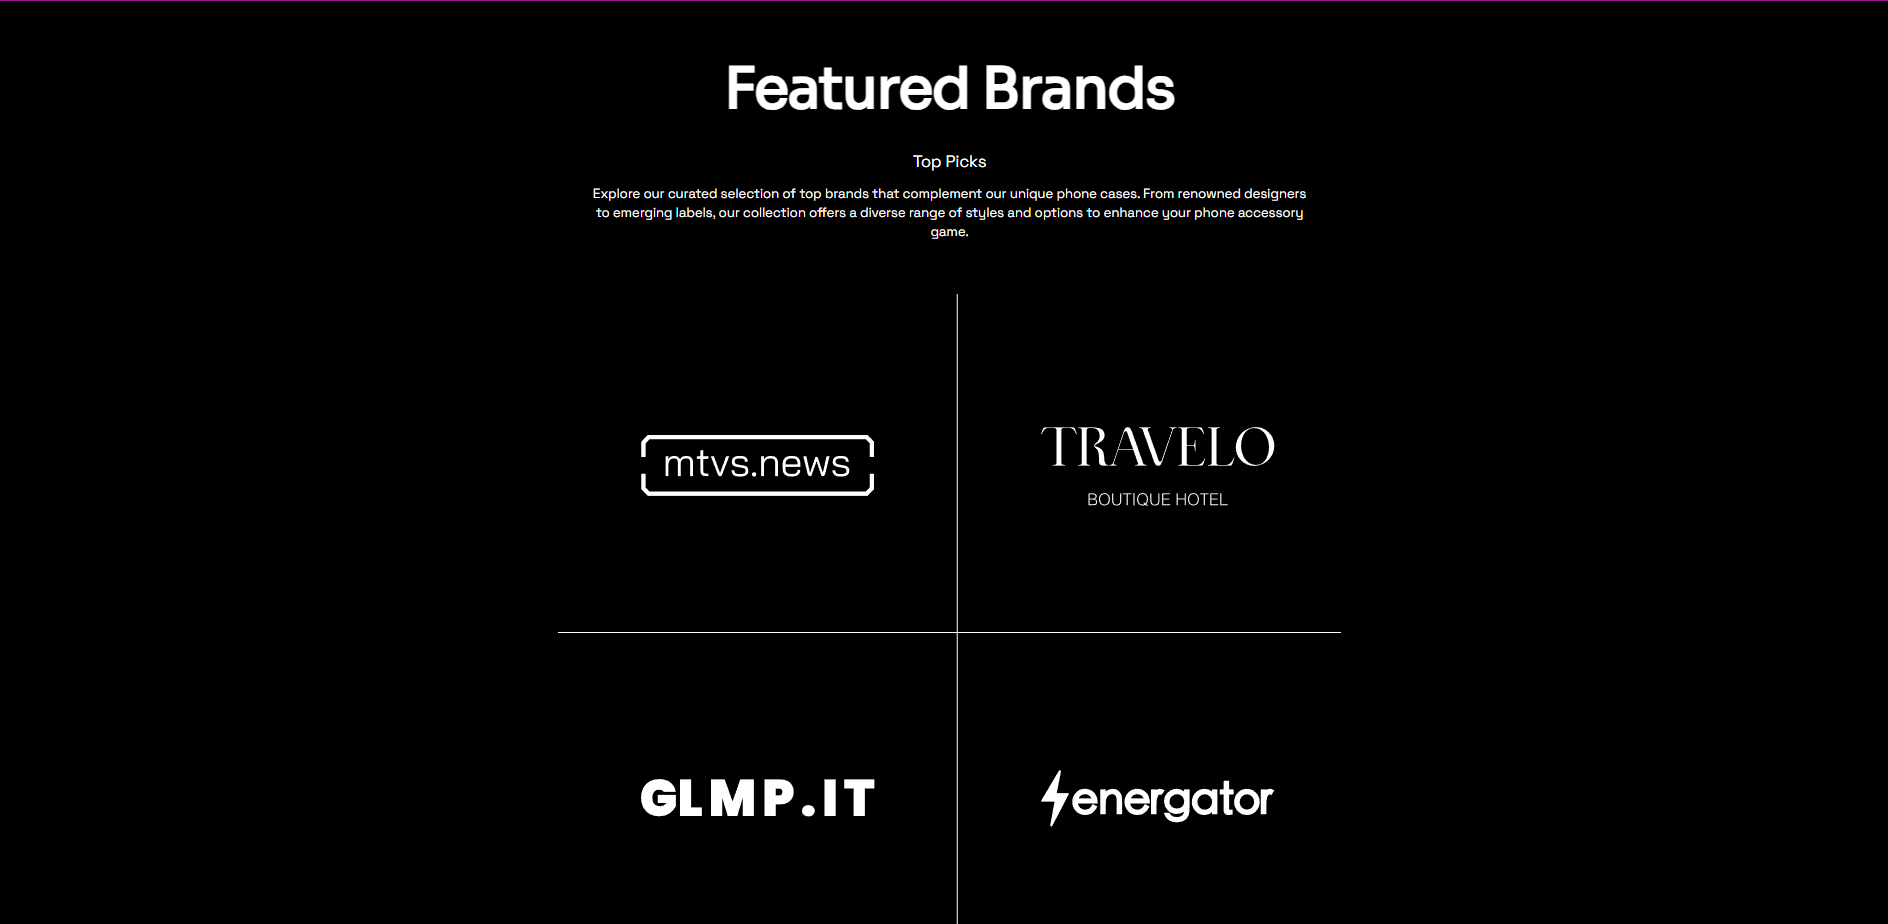 Featured Brands
Top Picks
Explore our curated selection of top brands that complement our unique phone cases. From renowned designers
to emerging labels, our collection offers a diverse range of styles and options to enhance your phone accessory
game.
mtvs.news
TRAVELO
BOUTIQUE HOTEL
GLMP.IT
energator